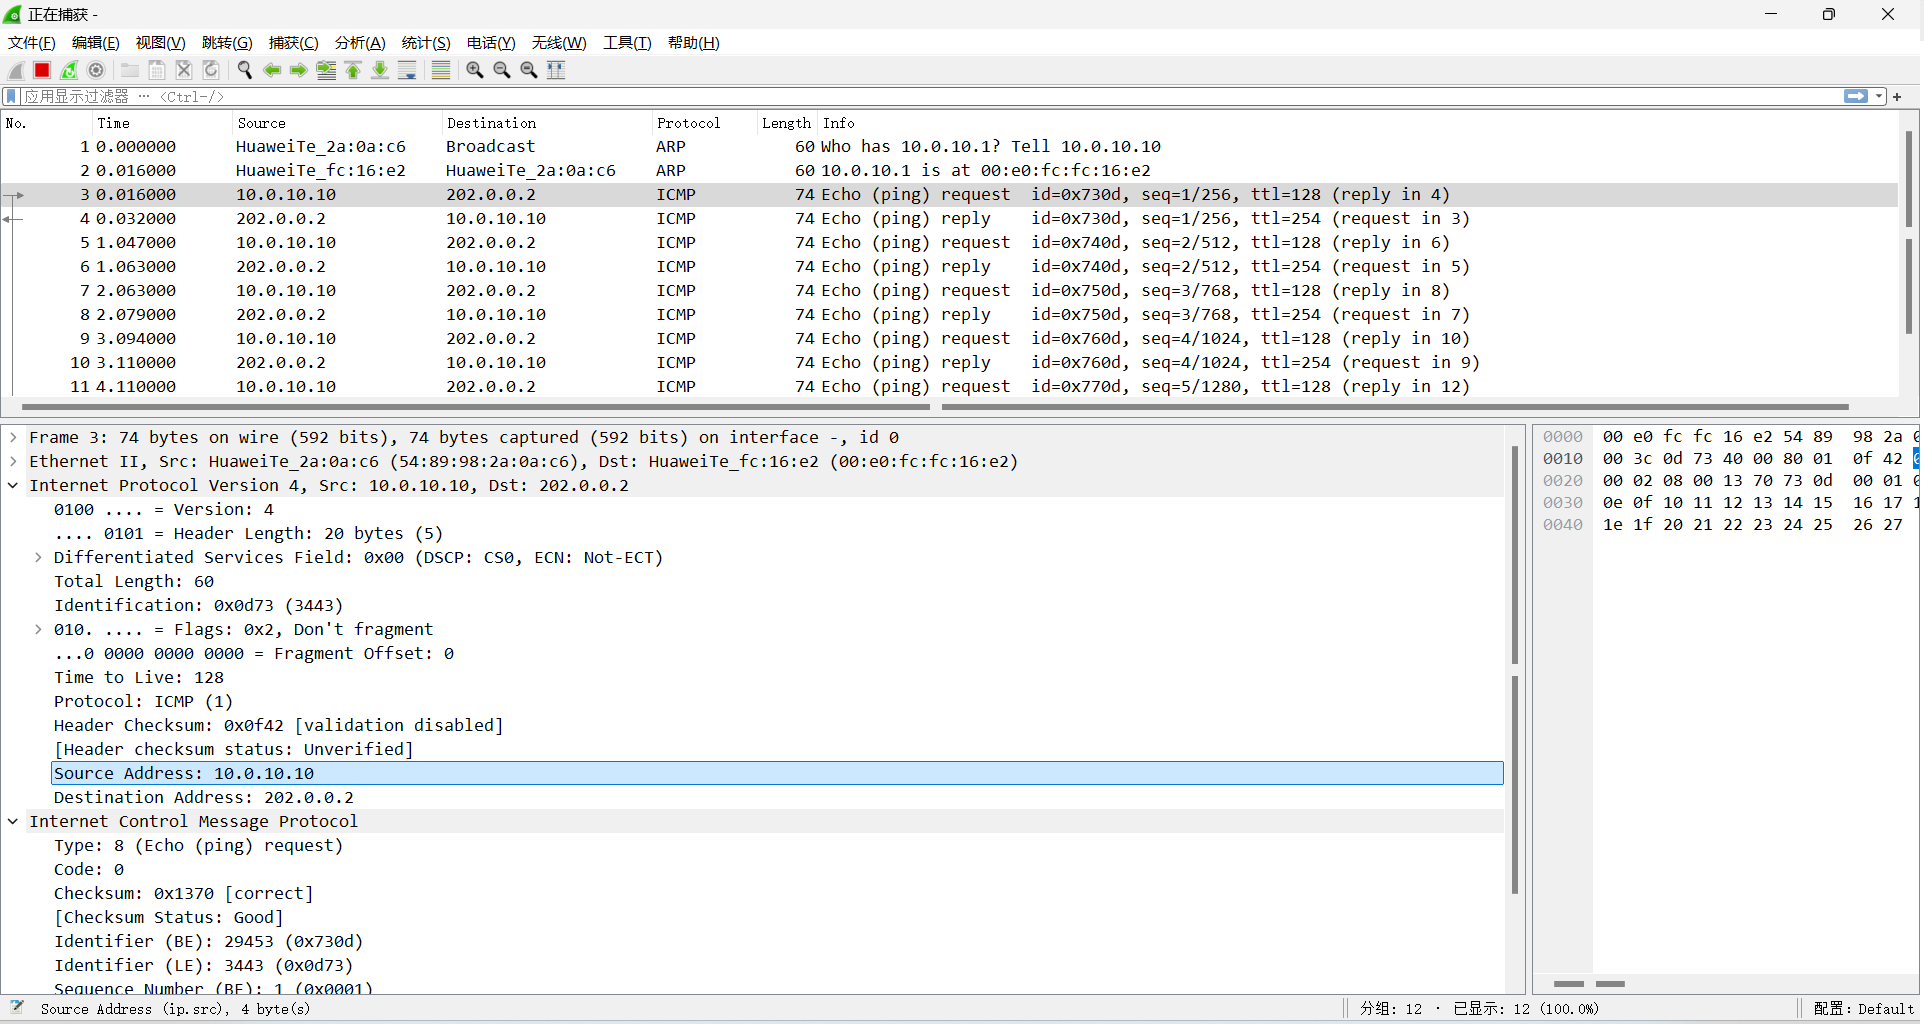 正在捕获 -
文件(F) 编辑(E) 视图(V) 跳转(G) 捕获(C) 分析(A) 统计(S) 电话(Y) 无线(W) 工具(T) 帮助(H)
应用显示过滤器 … <Ctrl-/>
No. Time Source Destination Protocol Length Info
1 0.000000 HuaweiTe_2a:0a:c6 Broadcast ARP 60 Who has 10.0.10.1? Tell 10.0.10.10
2 0.016000 HuaweiTe_fc:16:e2 HuaweiTe_2a:0a:c6 ARP 60 10.0.10.1 is at 00:e0:fc:fc:16:e2
3 0.016000 10.0.10.10 202.0.0.2 ICMP 74 Echo (ping) request id=0x730d, seq=1/256, ttl=128 (reply in 4)
4 0.032000 202.0.0.2 10.0.10.10 ICMP 74 Echo (ping) reply id=0x730d, seq=1/256, ttl=254 (request in 3)
5 1.047000 10.0.10.10 202.0.0.2 ICMP 74 Echo (ping) request id=0x740d, seq=2/512, ttl=128 (reply in 6)
6 1.063000 202.0.0.2 10.0.10.10 ICMP 74 Echo (ping) reply id=0x740d, seq=2/512, ttl=254 (request in 5)
7 2.063000 10.0.10.10 202.0.0.2 ICMP 74 Echo (ping) request id=0x750d, seq=3/768, ttl=128 (reply in 8)
8 2.079000 202.0.0.2 10.0.10.10 ICMP 74 Echo (ping) reply id=0x750d, seq=3/768, ttl=254 (request in 7)
9 3.094000 10.0.10.10 202.0.0.2 ICMP 74 Echo (ping) request id=0x760d, seq=4/1024, ttl=128 (reply in 10)
10 3.110000 202.0.0.2 10.0.10.10 ICMP 74 Echo (ping) reply id=0x760d, seq=4/1024, ttl=254 (request in 9)
11 4.110000 10.0.10.10 202.0.0.2 ICMP 74 Echo (ping) request id=0x770d, seq=5/1280, ttl=128 (reply in 12)
Frame 3: 74 bytes on wire (592 bits), 74 bytes captured (592 bits) on interface -, id 0
Ethernet II, Src: HuaweiTe_2a:0a:c6 (54:89:98:2a:0a:c6), Dst: HuaweiTe_fc:16:e2 (00:e0:fc:fc:16:e2)
Internet Protocol Version 4, Src: 10.0.10.10, Dst: 202.0.0.2
0100 .... = Version: 4
.... 0101 = Header Length: 20 bytes (5)
Differentiated Services Field: 0x00 (DSCP: CS0, ECN: Not-ECT)
Total Length: 60
Identification: 0x0d73 (3443)
010. .... = Flags: 0x2, Don't fragment
...0 0000 0000 0000 = Fragment Offset: 0
Time to Live: 128
Protocol: ICMP (1)
Header Checksum: 0x0f42 [validation disabled]
[Header checksum status: Unverified]
Source Address: 10.0.10.10
Destination Address: 202.0.0.2
Internet Control Message Protocol
Type: 8 (Echo (ping) request)
Code: 0
Checksum: 0x1370 [correct]
[Checksum Status: Good]
Identifier (BE): 29453 (0x730d)
Identifier (LE): 3443 (0x0d73)
Sequence Number (BE): 1 (0x0001)
0000 00 e0 fc fc 16 e2 54 89 98 2a
0010 00 3c 0d 73 40 00 80 01 0f 42
0020 00 02 08 00 13 70 73 0d 00 01
0030 0e 0f 10 11 12 13 14 15 16 17
0040 1e 1f 20 21 22 23 24 25 26 27
Source Address (ip.src), 4 byte(s)
分组: 12 · 已显示: 12 (100.0%)
配置: Default